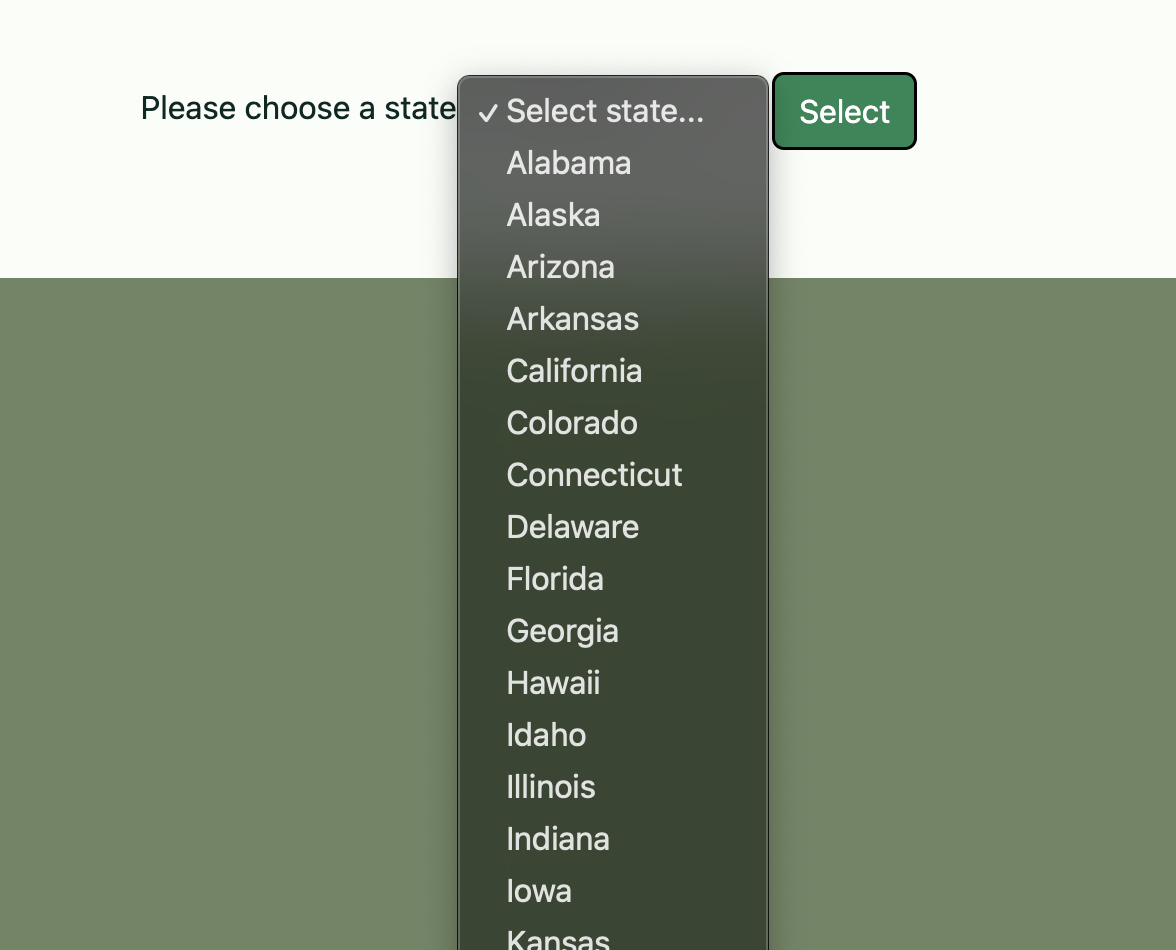 Please choose a state ✓ Select state... Select
Alabama
Alaska
Arizona
Arkansas
California
Colorado
Connecticut
Delaware
Florida
Georgia
Hawaii
Idaho
Illinois
Indiana
Iowa
Kansas